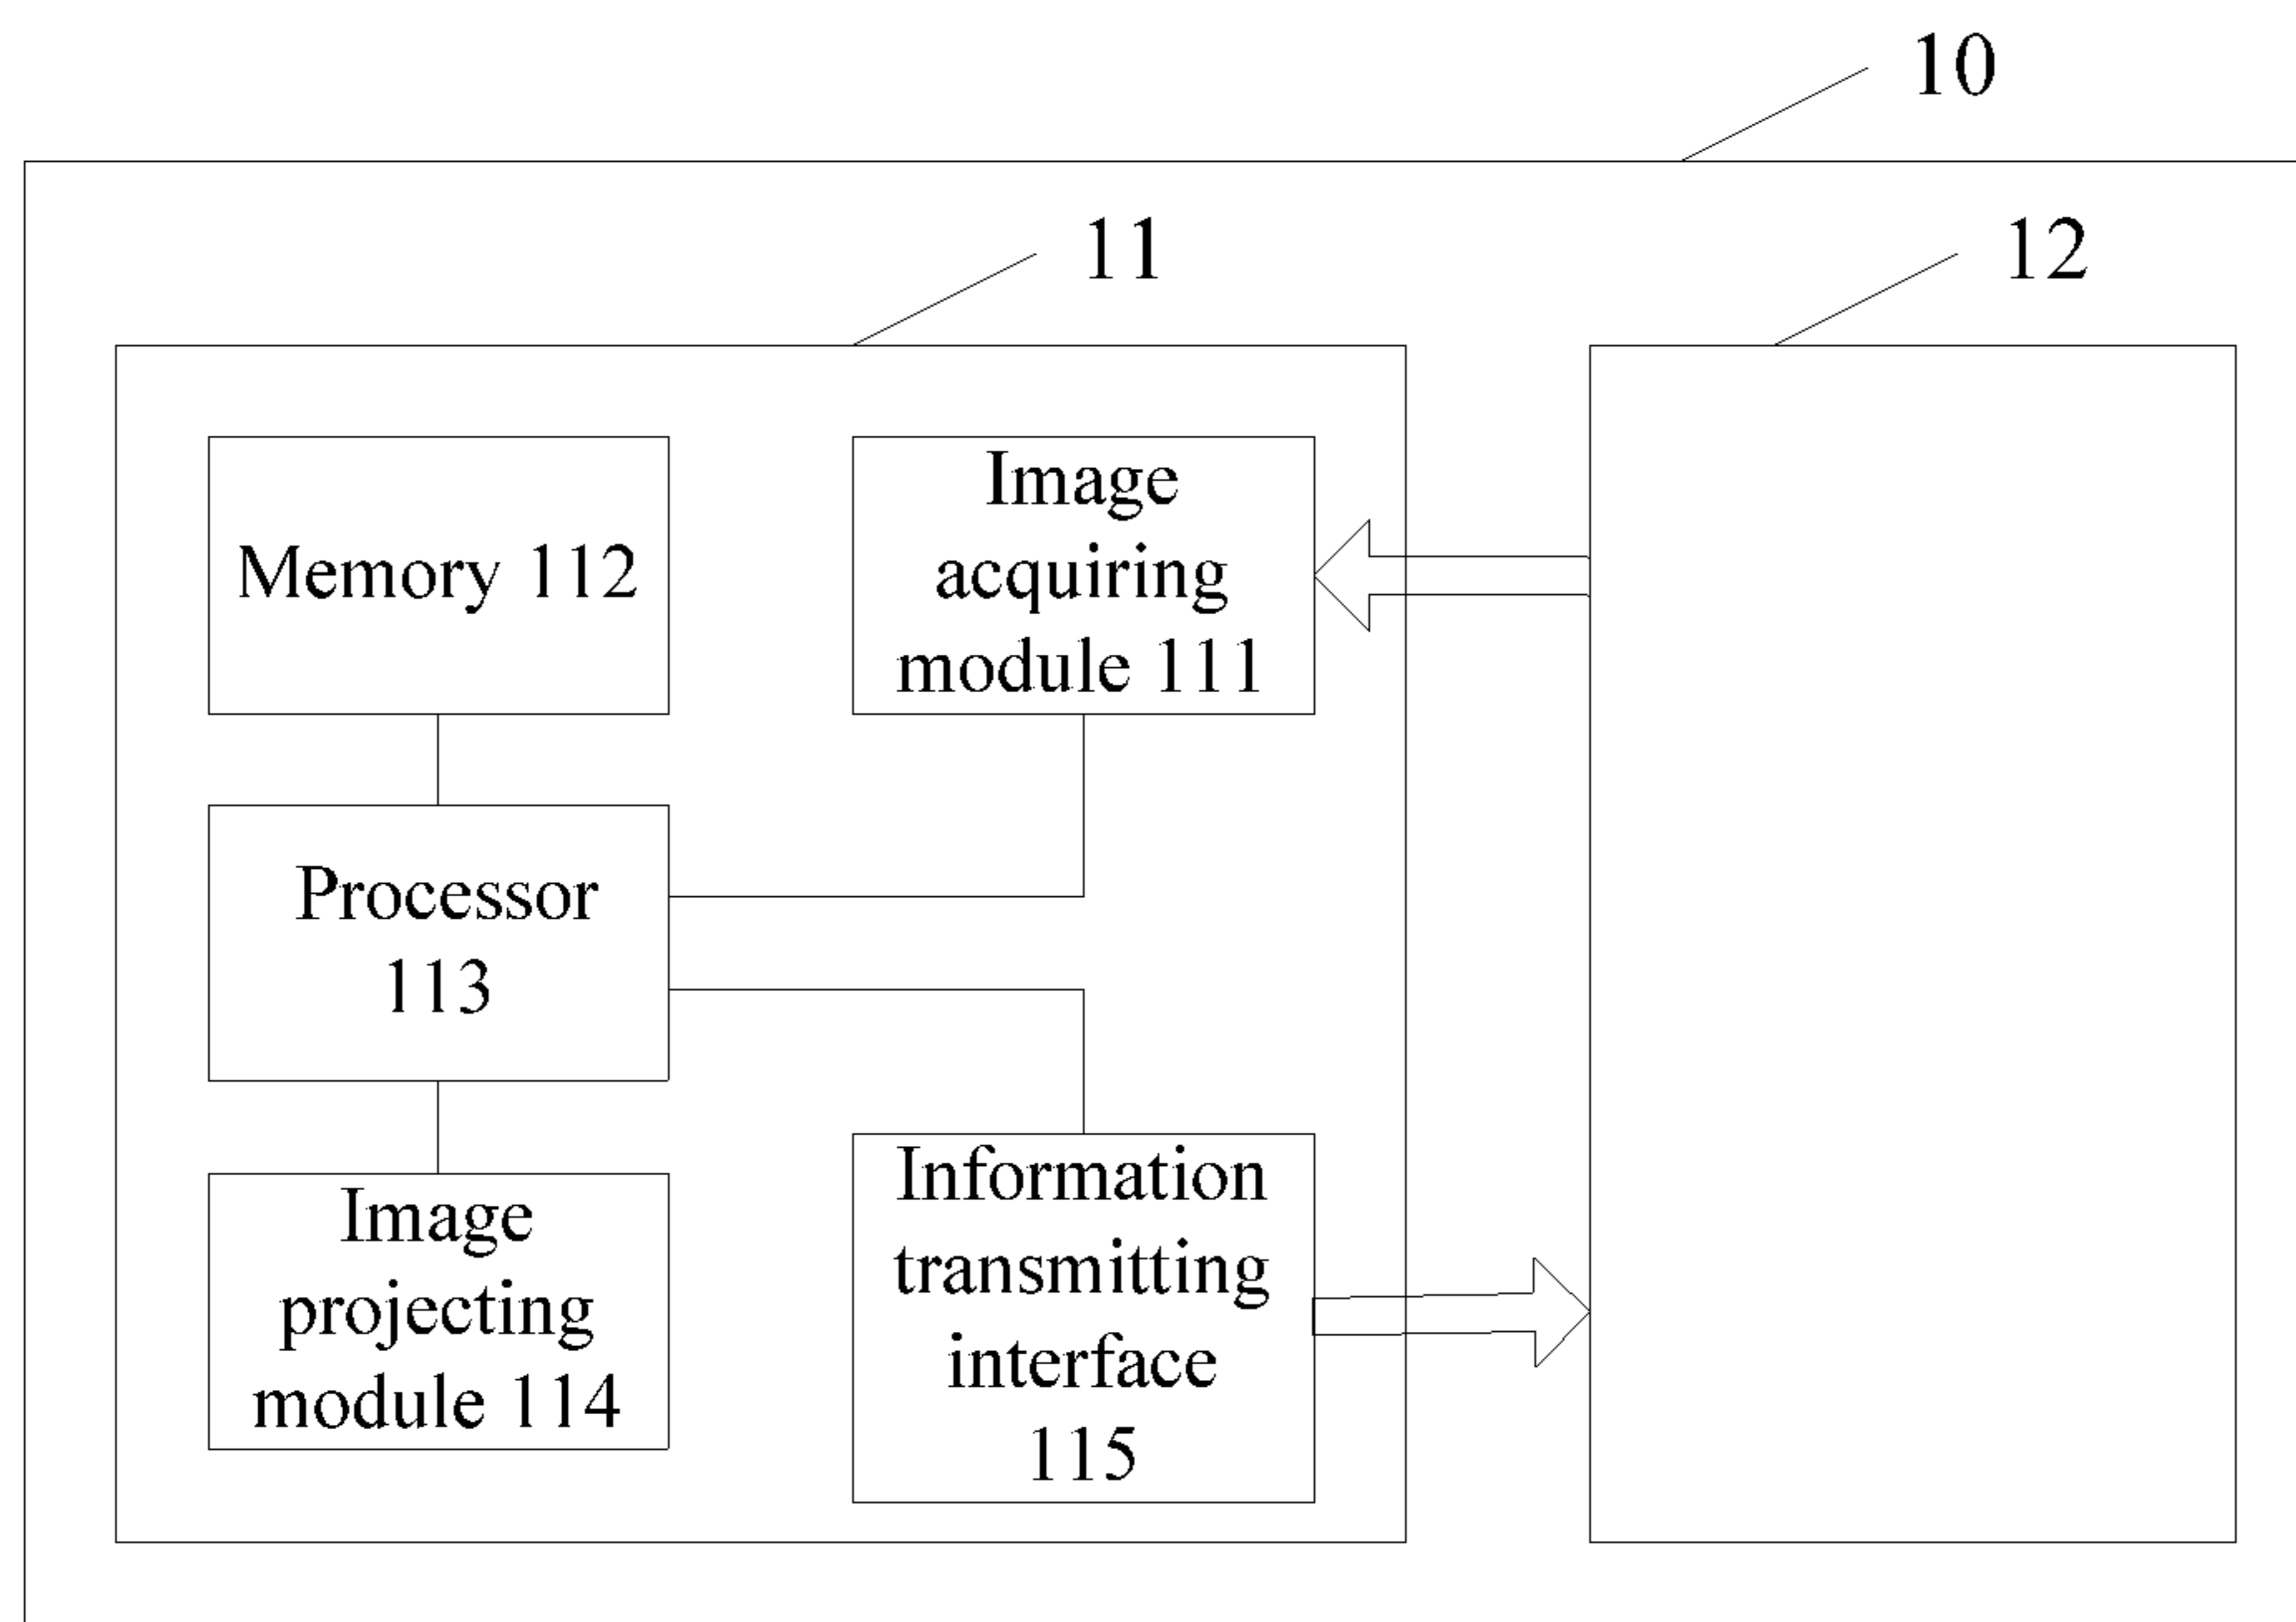 10
11
12
Memory 112
Image
acquiring
module 111
Processor
113
Image
projecting
module 114
Information
transmitting
interface
115